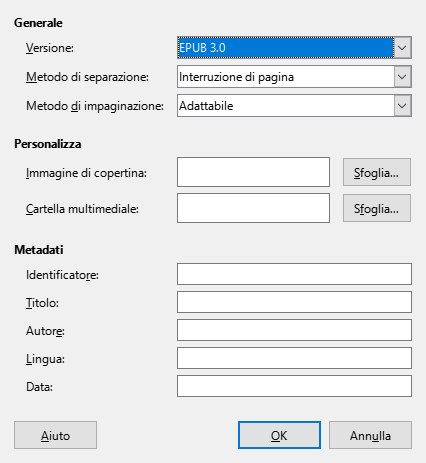 Generale
Versione: EPUB 3.0
Metodo di separazione: Interruzione di pagina
Metodo di impaginazione: Adattabile
Personalizza
Immagine di copertina: Sfoglia...
Cartella multimediale: Sfoglia...
Metadati
Identificatore:
Titolo:
Autore:
Lingua:
Data:
Aiuto OK Annulla